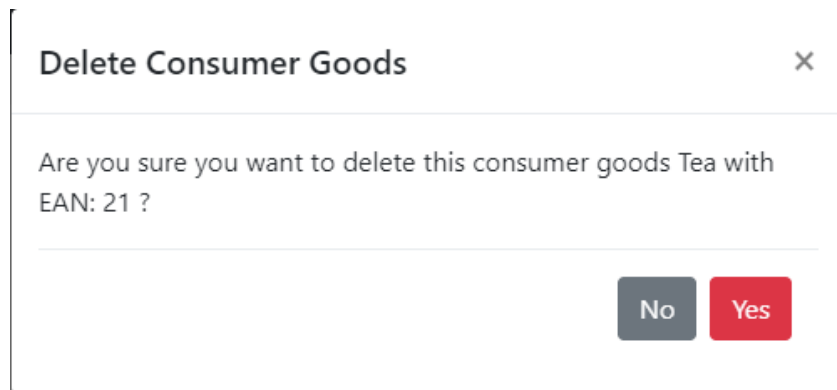 Delete Consumer Goods ×
Are you sure you want to delete this consumer goods Tea with
EAN: 21 ?
No Yes